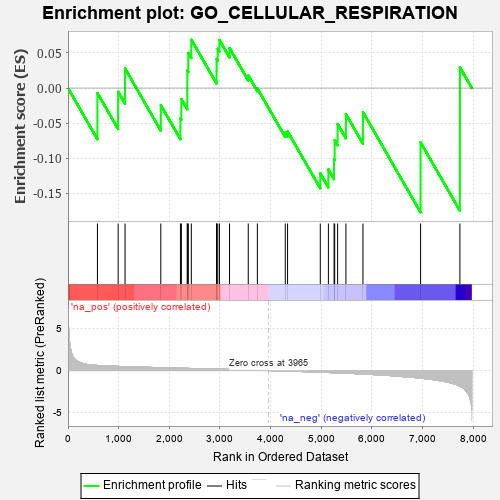 Enrichment plot: GO_CELLULAR_RESPIRATION
Enrichment score (ES)
0.05
0.00
-0.05
-0.10
-0.15
'na_pos' (positively correlated)
Ranked list metric (PreRanked)
5
0
-5
Zero cross at 3965
'na_neg' (negatively correlated)
0 1,000 2,000 3,000 4,000 5,000 6,000 7,000 8,000
Rank in Ordered Dataset
Enrichment profile Hits Ranking metric scores